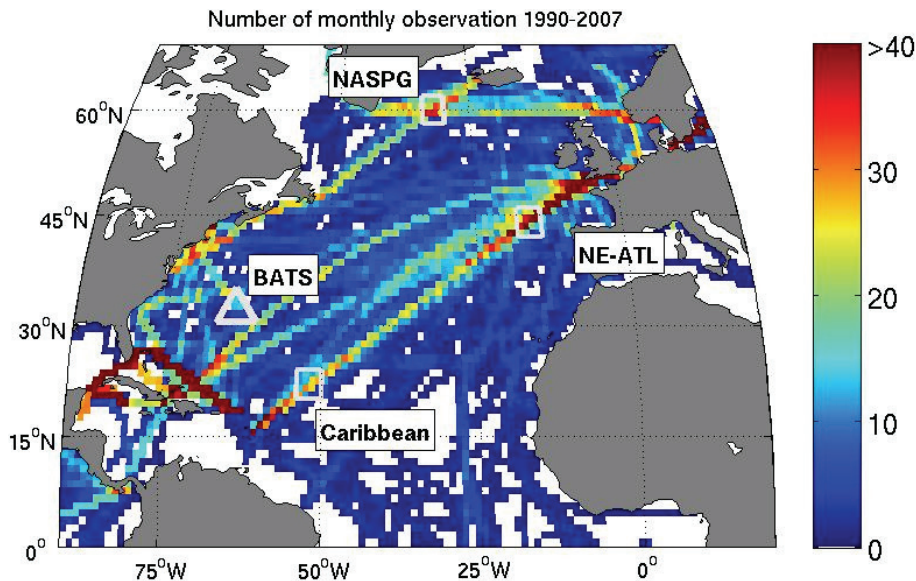 Number of monthly observation 1990-2007
NASPG
>40
60°N
30
45°N
NE-ATL
BATS
20
30°N
10
15°N
Caribbean
0°
0
75°W 50°W 25°W 0°